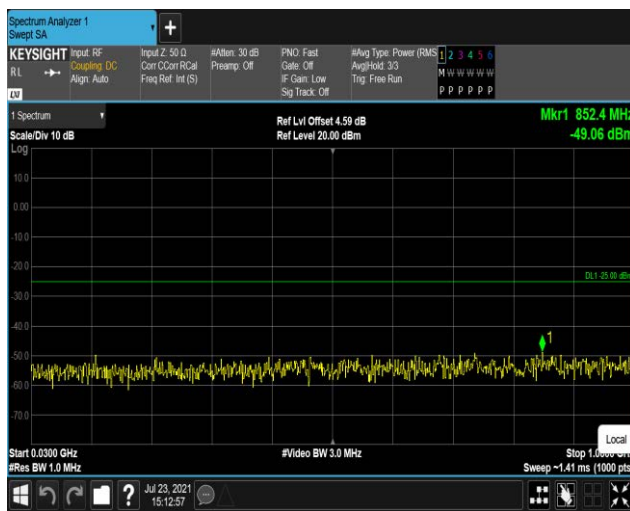 Spectrum Analyzer 1
Swept SA
KEYSIGHT Input: RF Input Z: 50 Ω #Atten: 30 dB PNO: Fast #Avg Type: Power (RMS 1 2 3 4 5 6
RL Coupling: DC Corr CCorr RCal Preamp: Off Gate: Off Avg|Hold: 3/3 M W W W W W
Align: Auto Freq Ref: Int (S) IF Gain: Low Trig: Free Run
Sig Track: Off P P P P P P
LXI
1 Spectrum Ref Lvl Offset 4.59 dB Mkr1 852.4 MHz
Scale/Div 10 dB Ref Level 20.00 dBm -49.06 dBm
Log
10.0
0.00
-10.0
-20.0
DL1 -25.00 dBm
-30.0
-40.0
1
-50.0
-60.0
-70.0
Local
Start 0.0300 GHz #Video BW 3.0 MHz Stop
#Res BW 1.0 MHz Sweep ~1.41 ms (1000 pts
Jul 23, 2021
15:12:57